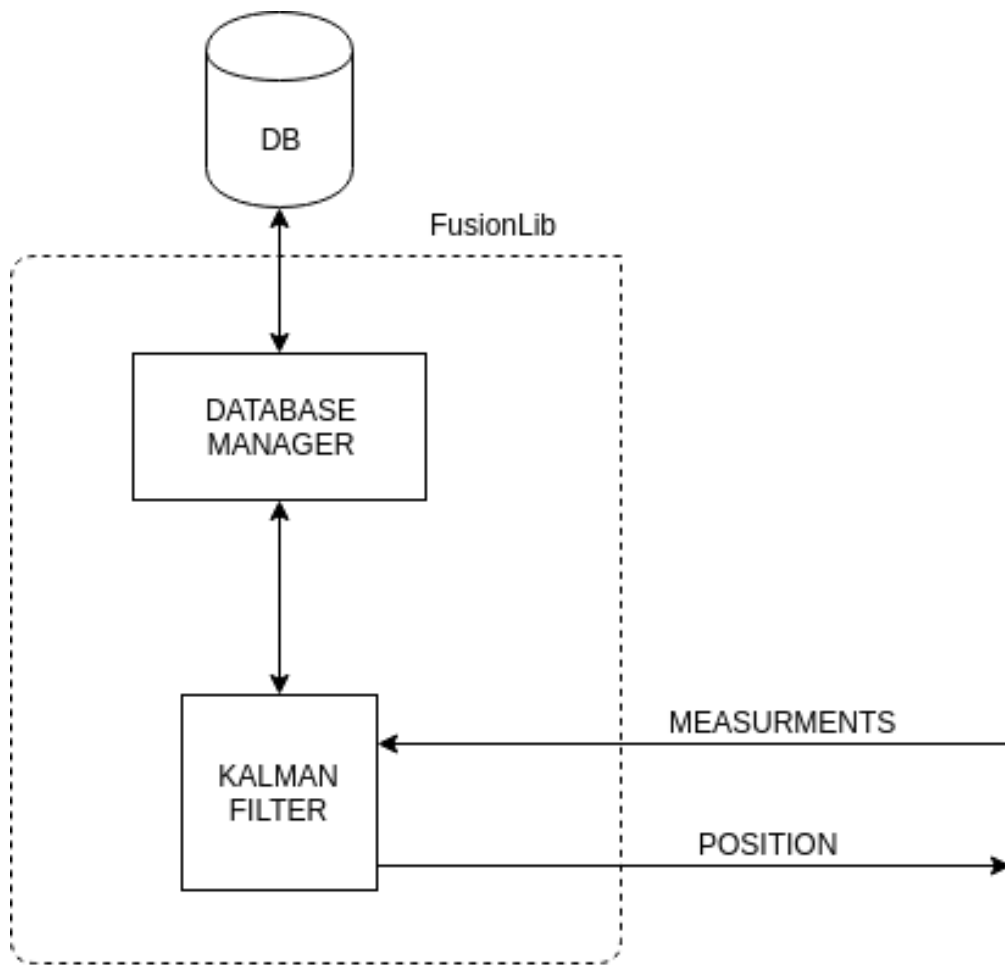 DB
FusionLib
DATABASE
MANAGER
MEASURMENTS
KALMAN
FILTER
POSITION